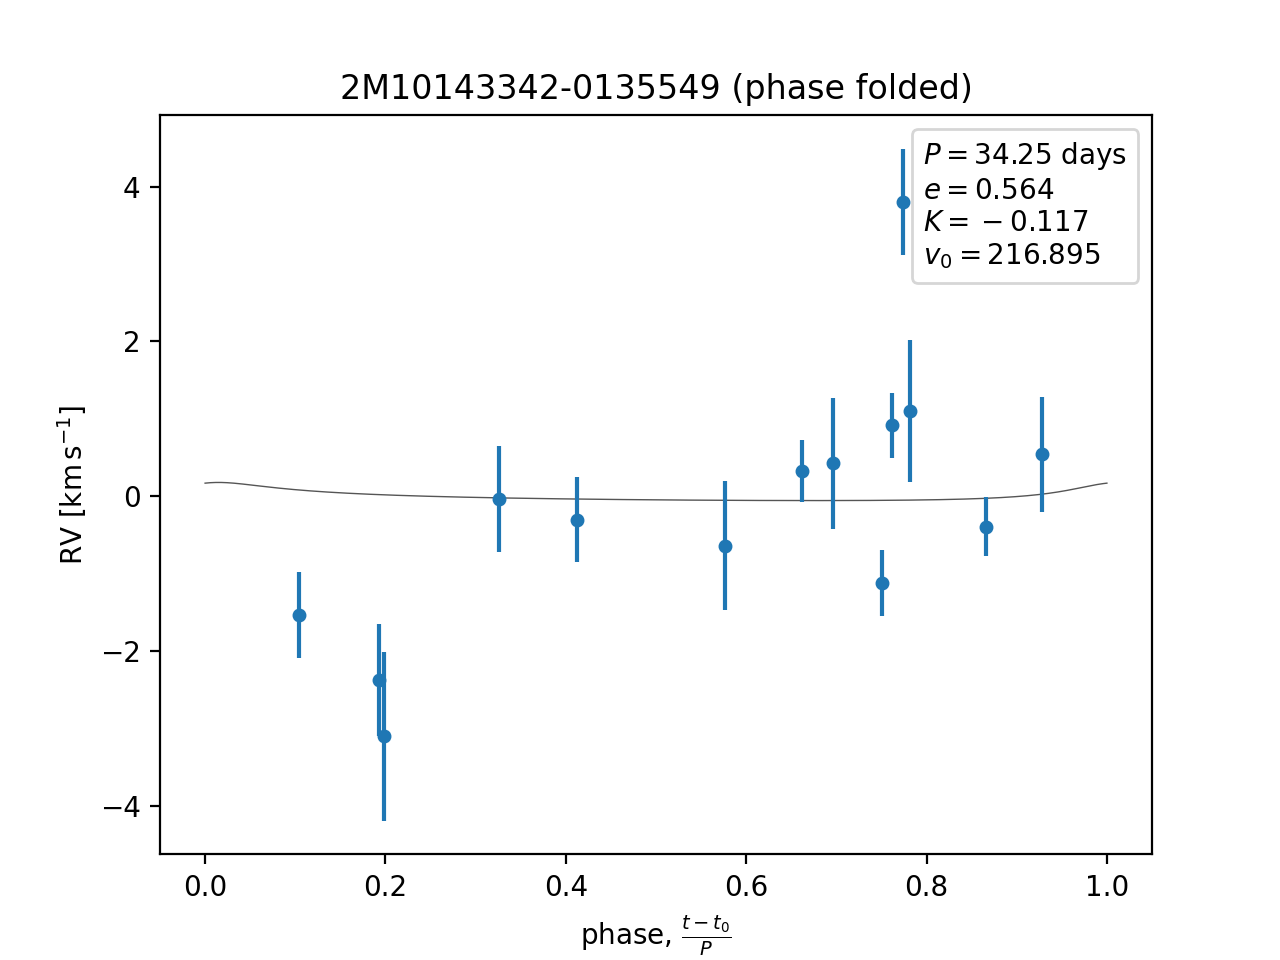 2M10143342-0135549 (phase folded)
P = 34.25 days
e = 0.564
K = −0.117
v₀ = 216.895
4
2
0
−2
−4
RV [km s⁻¹]
0.0 0.2 0.4 0.6 0.8 1.0
phase, (t − t₀)/P